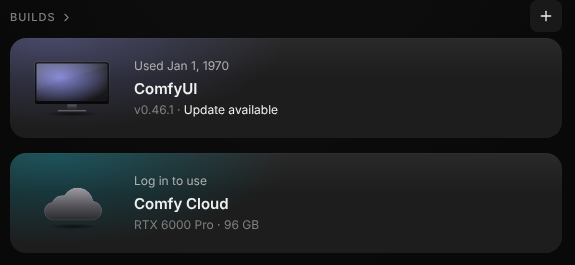 BUILDS
Used Jan 1, 1970
ComfyUI
v0.46.1 · Update available
Log in to use
Comfy Cloud
RTX 6000 Pro · 96 GB